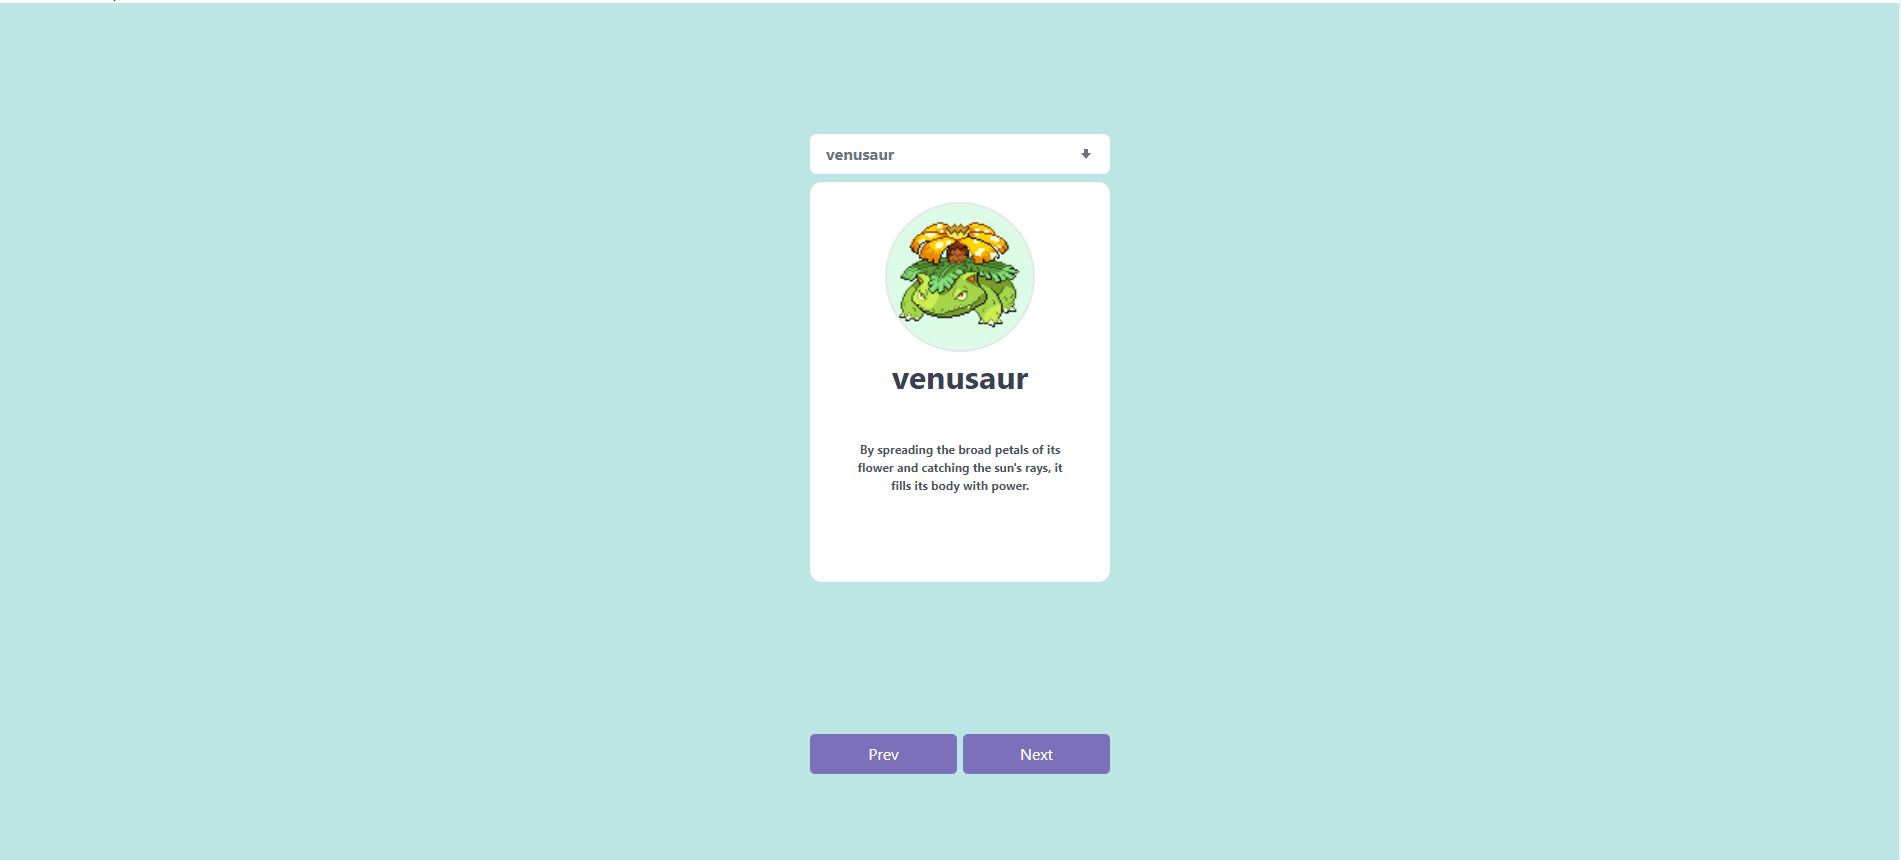 venusaur
venusaur
By spreading the broad petals of its
flower and catching the sun's rays, it
fills its body with power.
Prev
Next